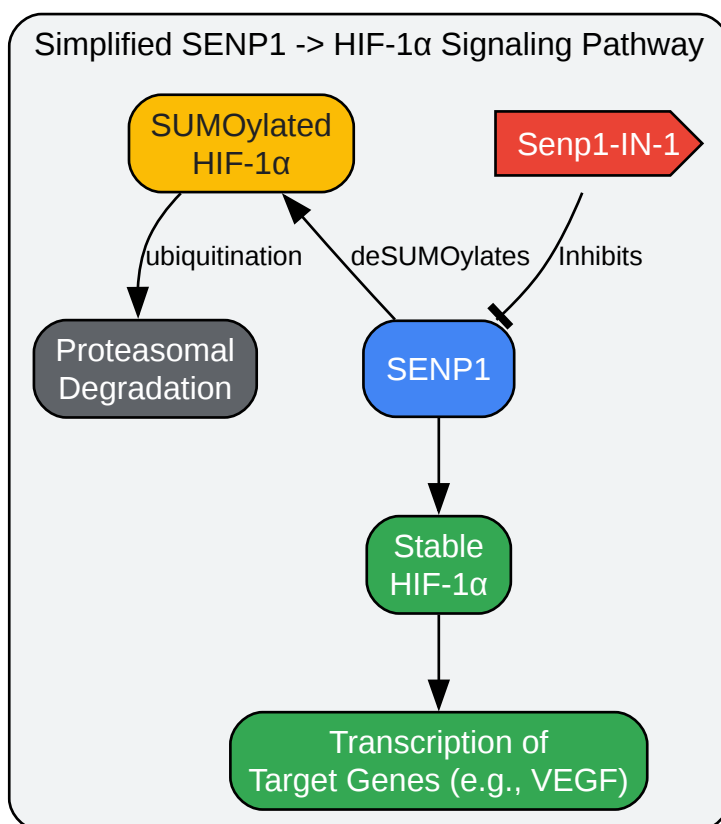 Simplified SENP1 -> HIF-1α Signaling Pathway
SUMOylated
HIF-1α
Senp1-IN-1
ubiquitination
deSUMOylates
Inhibits
Proteasomal
Degradation
SENP1
Stable
HIF-1α
Transcription of
Target Genes (e.g., VEGF)